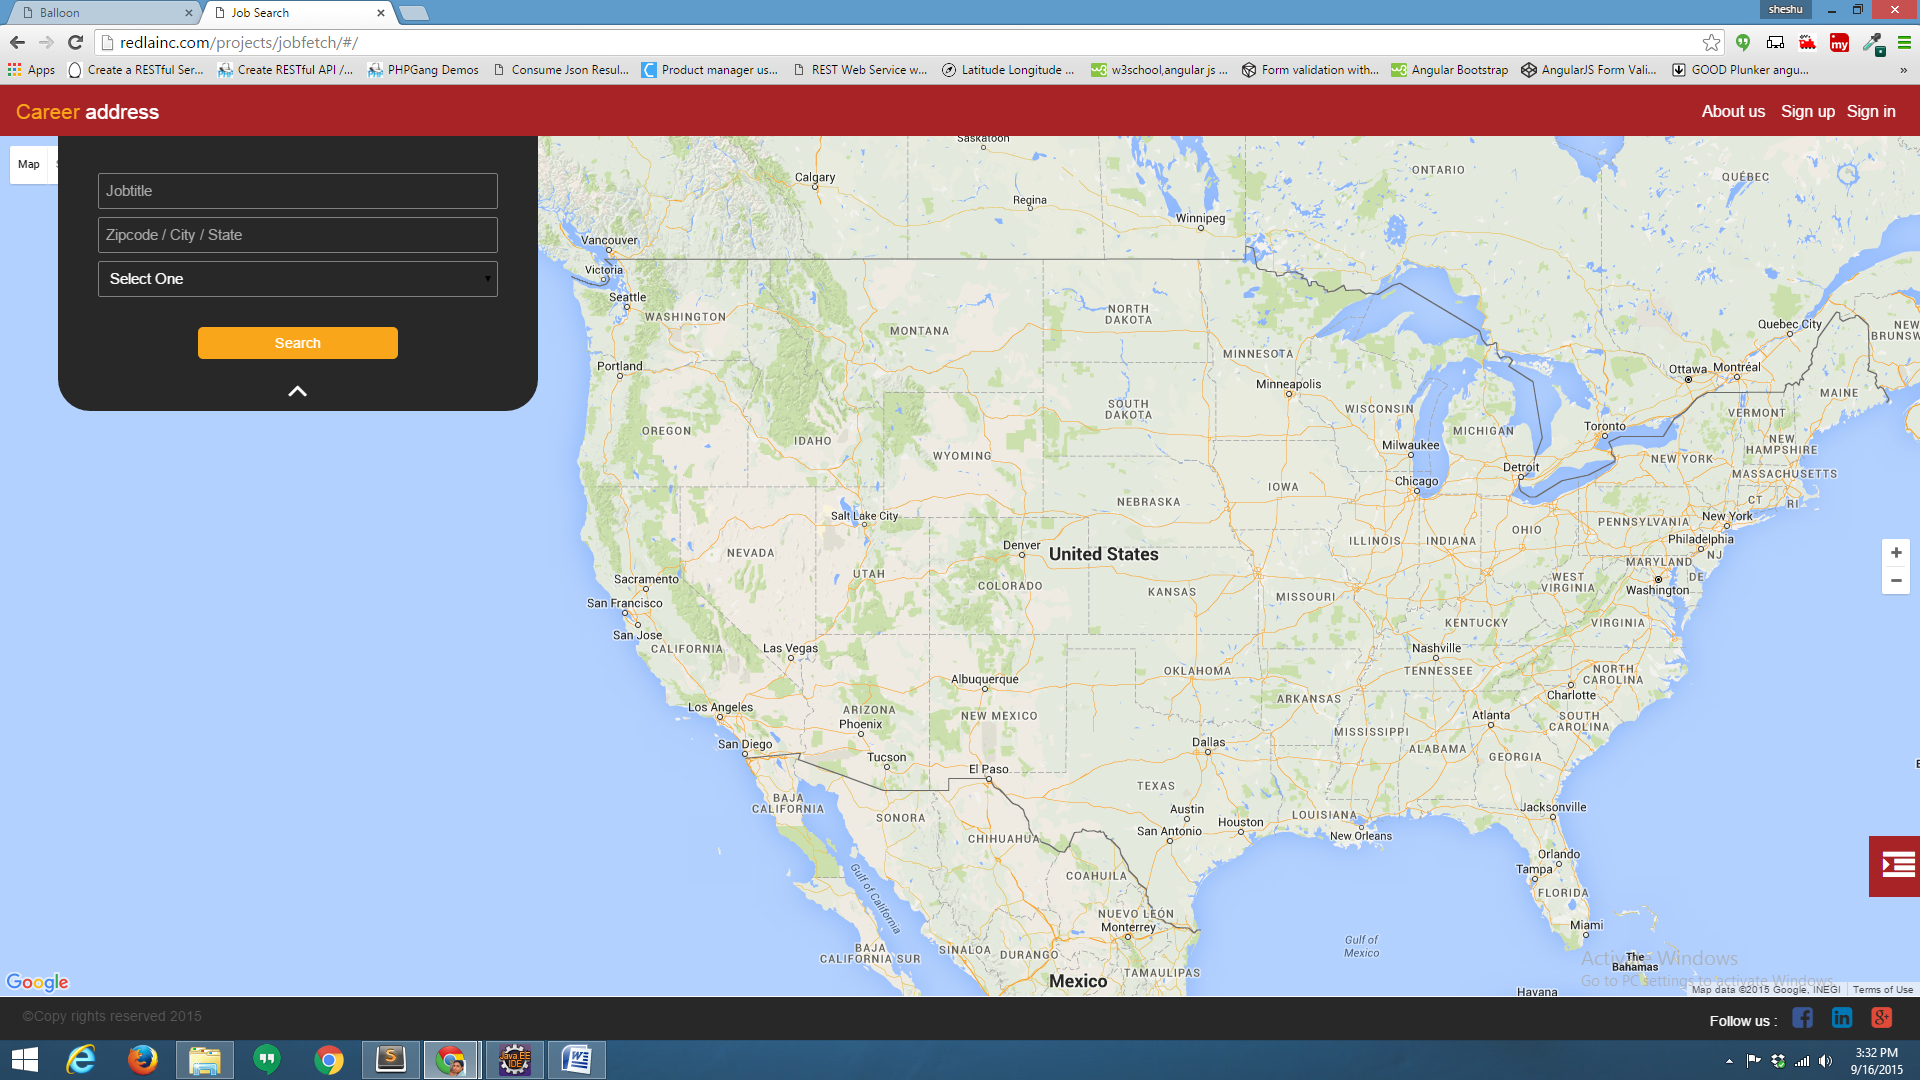 Balloon
Job Search
sheshu
redlainc.com/projects/jobfetch/#/
my
Apps
Create a RESTful Ser...
Create RESTful API /...
PHPGang Demos
Consume Json Resul...
Product manager us...
REST Web Service w...
Latitude Longitude ...
w3school,angular js ...
Form validation with...
Angular Bootstrap
AngularJS Form Vali...
GOOD Plunker angu...
»
Career address
About us
Sign up
Sign in
Map
Jobtitle
Zipcode / City / State
Select One
Search
Saskatoon
Calgary
Regina
Winnipeg
ONTARIO
QUÉBEC
Vancouver
Victoria
Seattle
WASHINGTON
MONTANA
NORTH
DAKOTA
MINNESOTA
Minneapolis
Quebec City
NEW
BRUNSW
Ottawa
Montréal
MAINE
Portland
OREGON
IDAHO
WYOMING
SOUTH
DAKOTA
WISCONSIN
Milwaukee
MICHIGAN
Toronto
VERMONT
NEW
HAMPSHIRE
NEW YORK
MASSACHUSETTS
CT
RI
Detroit
Chicago
IOWA
NEBRASKA
Salt Lake City
NEVADA
UTAH
Denver
COLORADO
United States
KANSAS
MISSOURI
ILLINOIS
INDIANA
OHIO
PENNSYLVANIA
New York
Philadelphia
NJ
MARYLAND
DE
WEST
VIRGINIA
Washington
Sacramento
San Francisco
San Jose
CALIFORNIA
Las Vegas
KENTUCKY
VIRGINIA
Nashville
TENNESSEE
NORTH
CAROLINA
Charlotte
Albuquerque
OKLAHOMA
ARKANSAS
Los Angeles
ARIZONA
Phoenix
NEW MEXICO
San Diego
Tucson
El Paso
Dallas
MISSISSIPPI
ALABAMA
Atlanta
GEORGIA
SOUTH
CAROLINA
TEXAS
BAJA
CALIFORNIA
SONORA
CHIHUAHUA
Austin
San Antonio
Houston
LOUISIANA
New Orleans
Jacksonville
Orlando
Tampa
FLORIDA
Miami
COAHUILA
Gulf of California
NUEVO LEÓN
Monterrey
BAJA
CALIFORNIA SUR
SINALOA
DURANGO
TAMAULIPAS
Mexico
Gulf of
Mexico
The
Bahamas
Havana
+
−
Activate Windows
Go to PC settings to activate Windows.
Google
Map data ©2015 Google, INEGI
Terms of Use
©Copy rights reserved 2015
Follow us :
Java EE
IDE
3:32 PM
9/16/2015